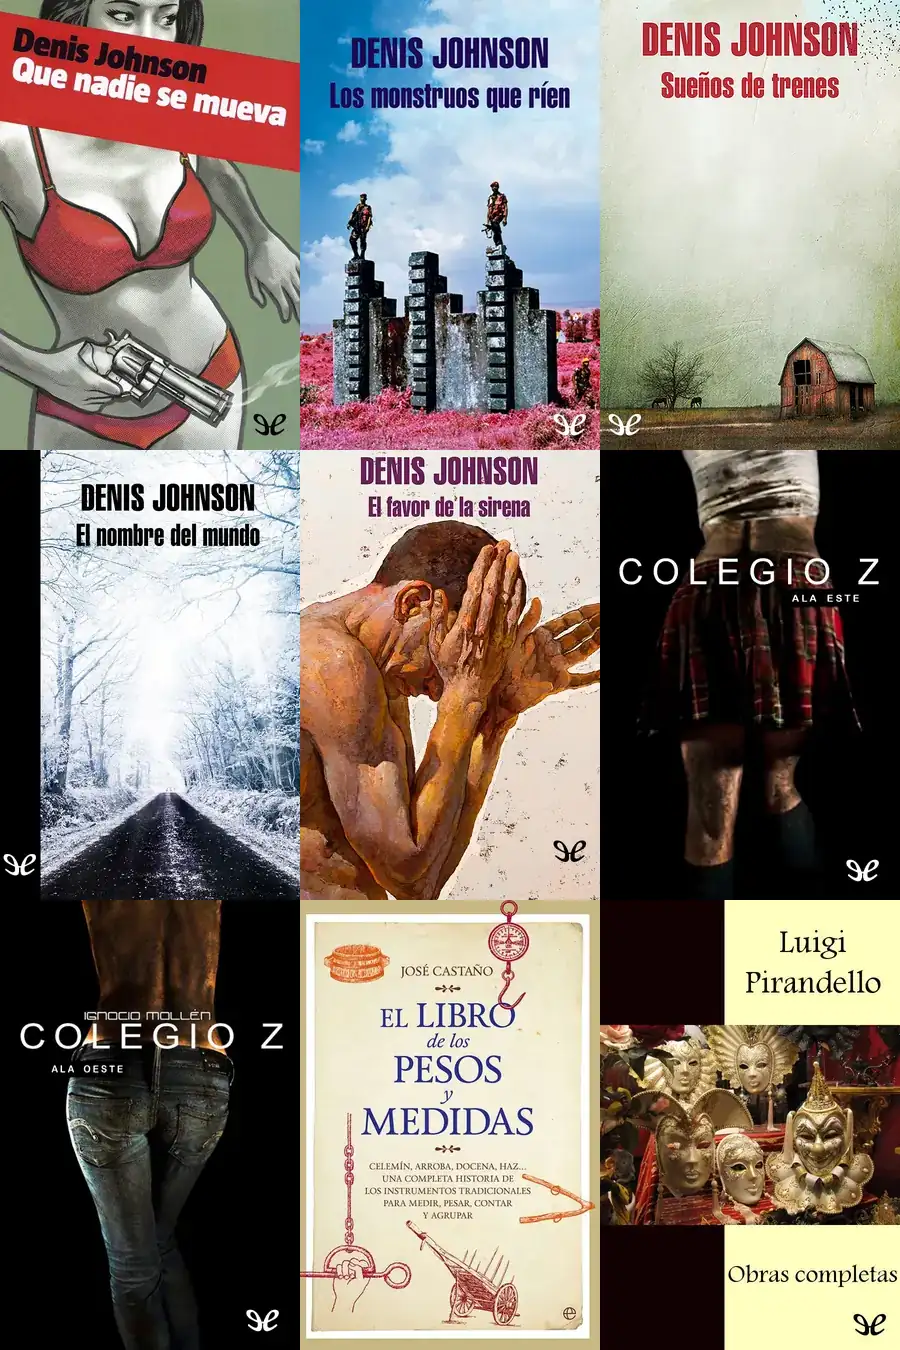 Denis Johnson
Que nadie se mueva
DENIS JOHNSON
Los monstruos que ríen
DENIS JOHNSON
Sueños de trenes
DENIS JOHNSON
El nombre del mundo
DENIS JOHNSON
El favor de la sirena
COLEGIO Z
ALA ESTE
IGNACIO MOLLÉN
COLEGIO Z
ALA OESTE
JOSÉ CASTAÑO
EL LIBRO
de los
PESOS
y
MEDIDAS
CELEMÍN, ARROBA, DOCENA, HAZ...
UNA COMPLETA HISTORIA DE
LOS INSTRUMENTOS TRADICIONALES
PARA MEDIR, PESAR, CONTAR
Y AGRUPAR
Luigi
Pirandello
Obras completas